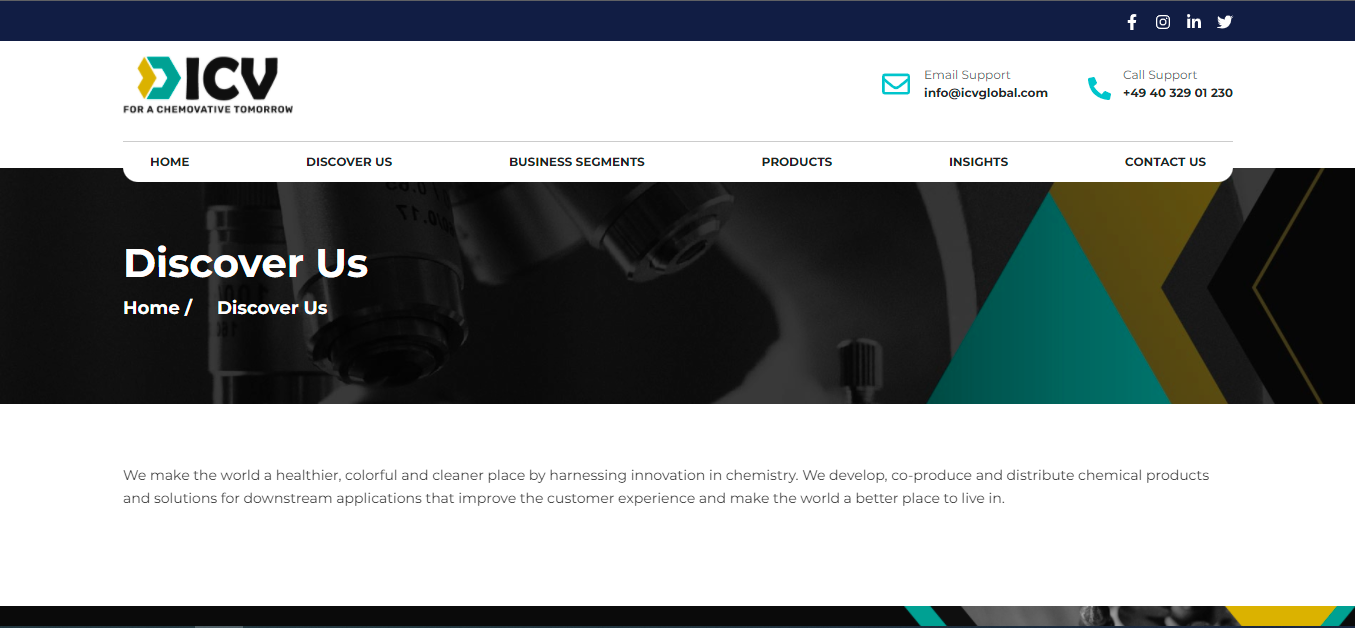 ICV
FOR A CHEMOVATIVE TOMORROW
Email Support
info@icvglobal.com
Call Support
+49 40 329 01 230
HOME
DISCOVER US
BUSINESS SEGMENTS
PRODUCTS
INSIGHTS
CONTACT US
Discover Us
Home / Discover Us
We make the world a healthier, colorful and cleaner place by harnessing innovation in chemistry. We develop, co-produce and distribute chemical products
and solutions for downstream applications that improve the customer experience and make the world a better place to live in.